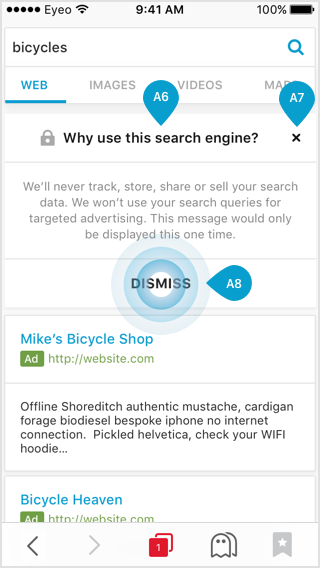 Eyeo 9:41 AM 100%
bicycles
WEB IMAGES VIDEOS MAPS
A6 A7
Why use this search engine? ×
We’ll never track, store, share or sell your search
data. We won’t use your search queries for
targeted advertising. This message would only
be displayed this one time.
DISMISS A8
Mike’s Bicycle Shop
Ad http://website.com
Offline Shoreditch authentic mustache, cardigan
forage biodiesel bespoke iphone no internet
connection.  Pickled helvetica, check your WIFI
hoodie...
Bicycle Heaven
Ad http://website.com
1